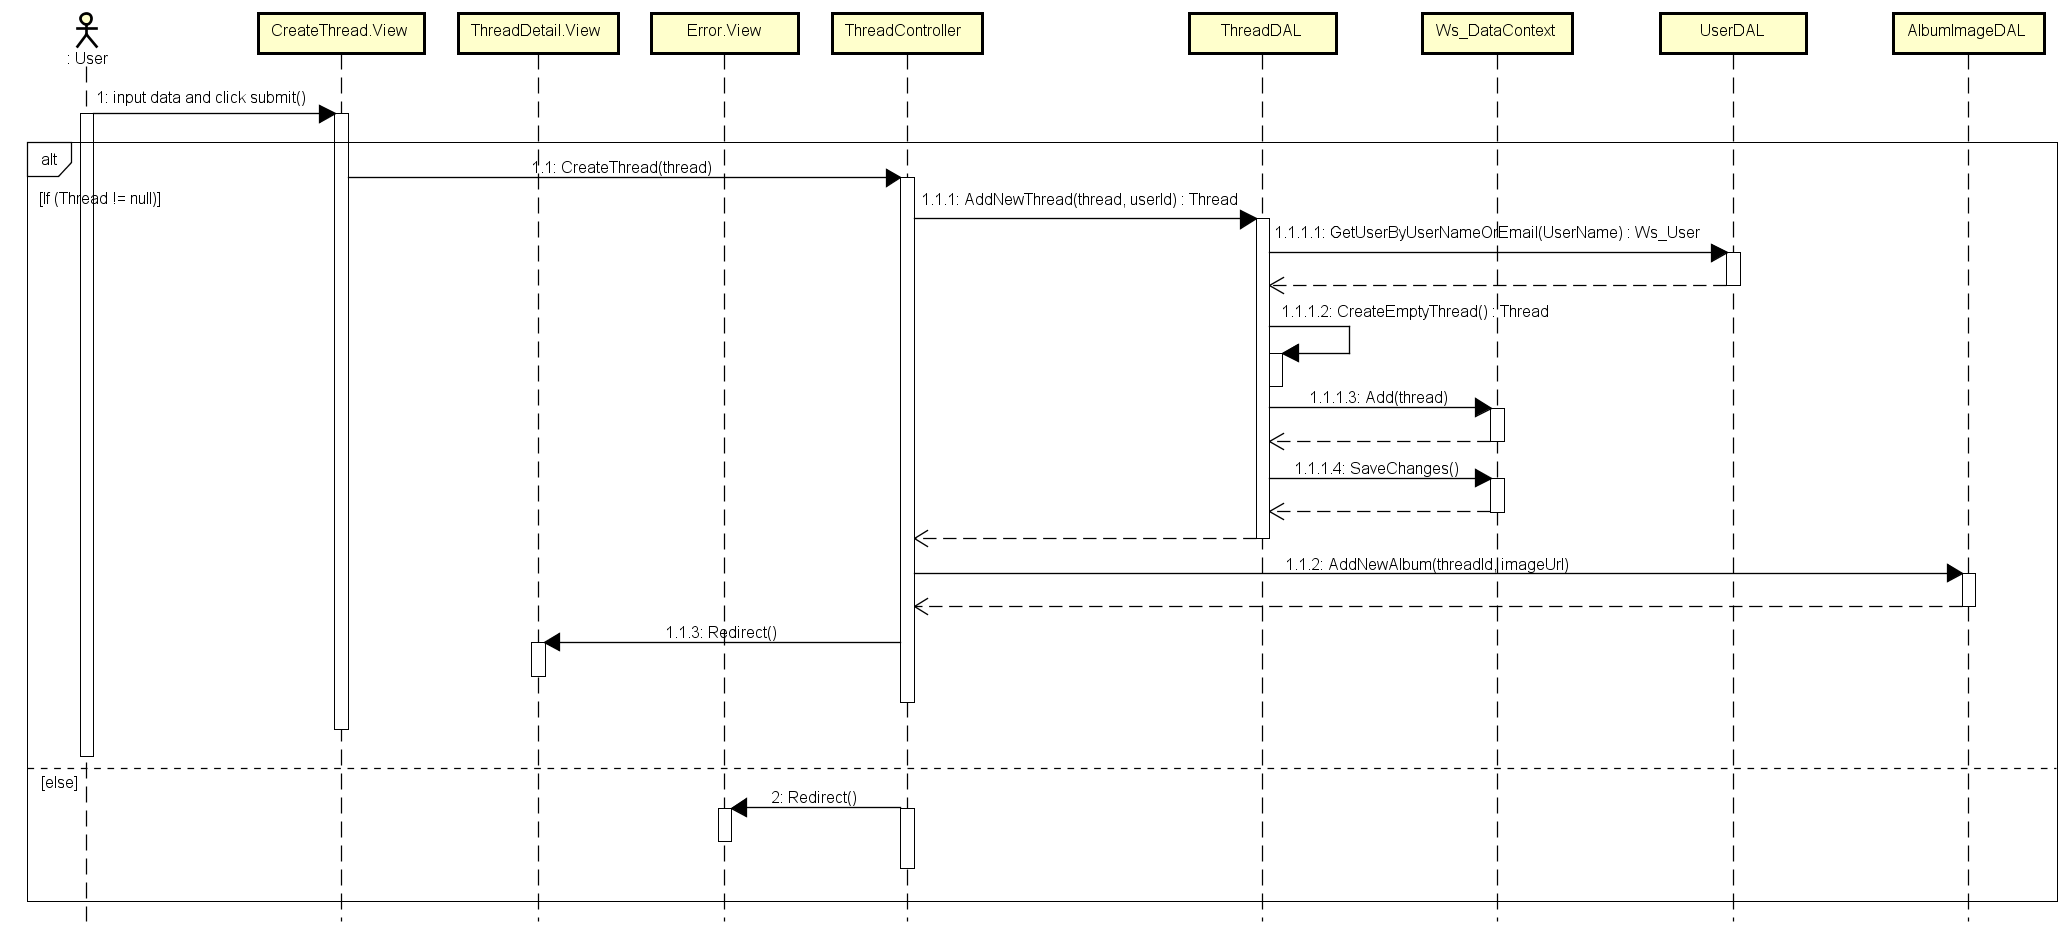 : User
CreateThread.View
ThreadDetail.View
Error.View
ThreadController
ThreadDAL
Ws_DataContext
UserDAL
AlbumImageDAL
1: input data and click submit()
alt
1.1: CreateThread(thread)
[If (Thread != null)]
1.1.1: AddNewThread(thread, userId) : Thread
1.1.1.1: GetUserByUserNameOrEmail(UserName) : Ws_User
1.1.1.2: CreateEmptyThread() : Thread
1.1.1.3: Add(thread)
1.1.1.4: SaveChanges()
1.1.2: AddNewAlbum(threadId, imageUrl)
1.1.3: Redirect()
[else]
2: Redirect()